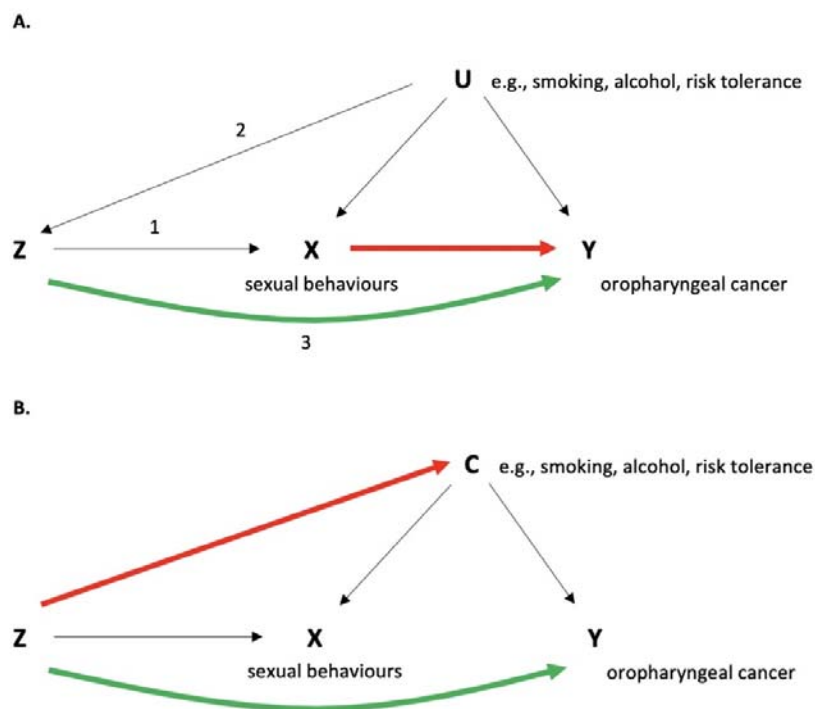 A.
U e.g., smoking, alcohol, risk tolerance
2
1
Z X Y
sexual behaviours oropharyngeal cancer
3
B.
C e.g., smoking, alcohol, risk tolerance
Z X Y
sexual behaviours oropharyngeal cancer